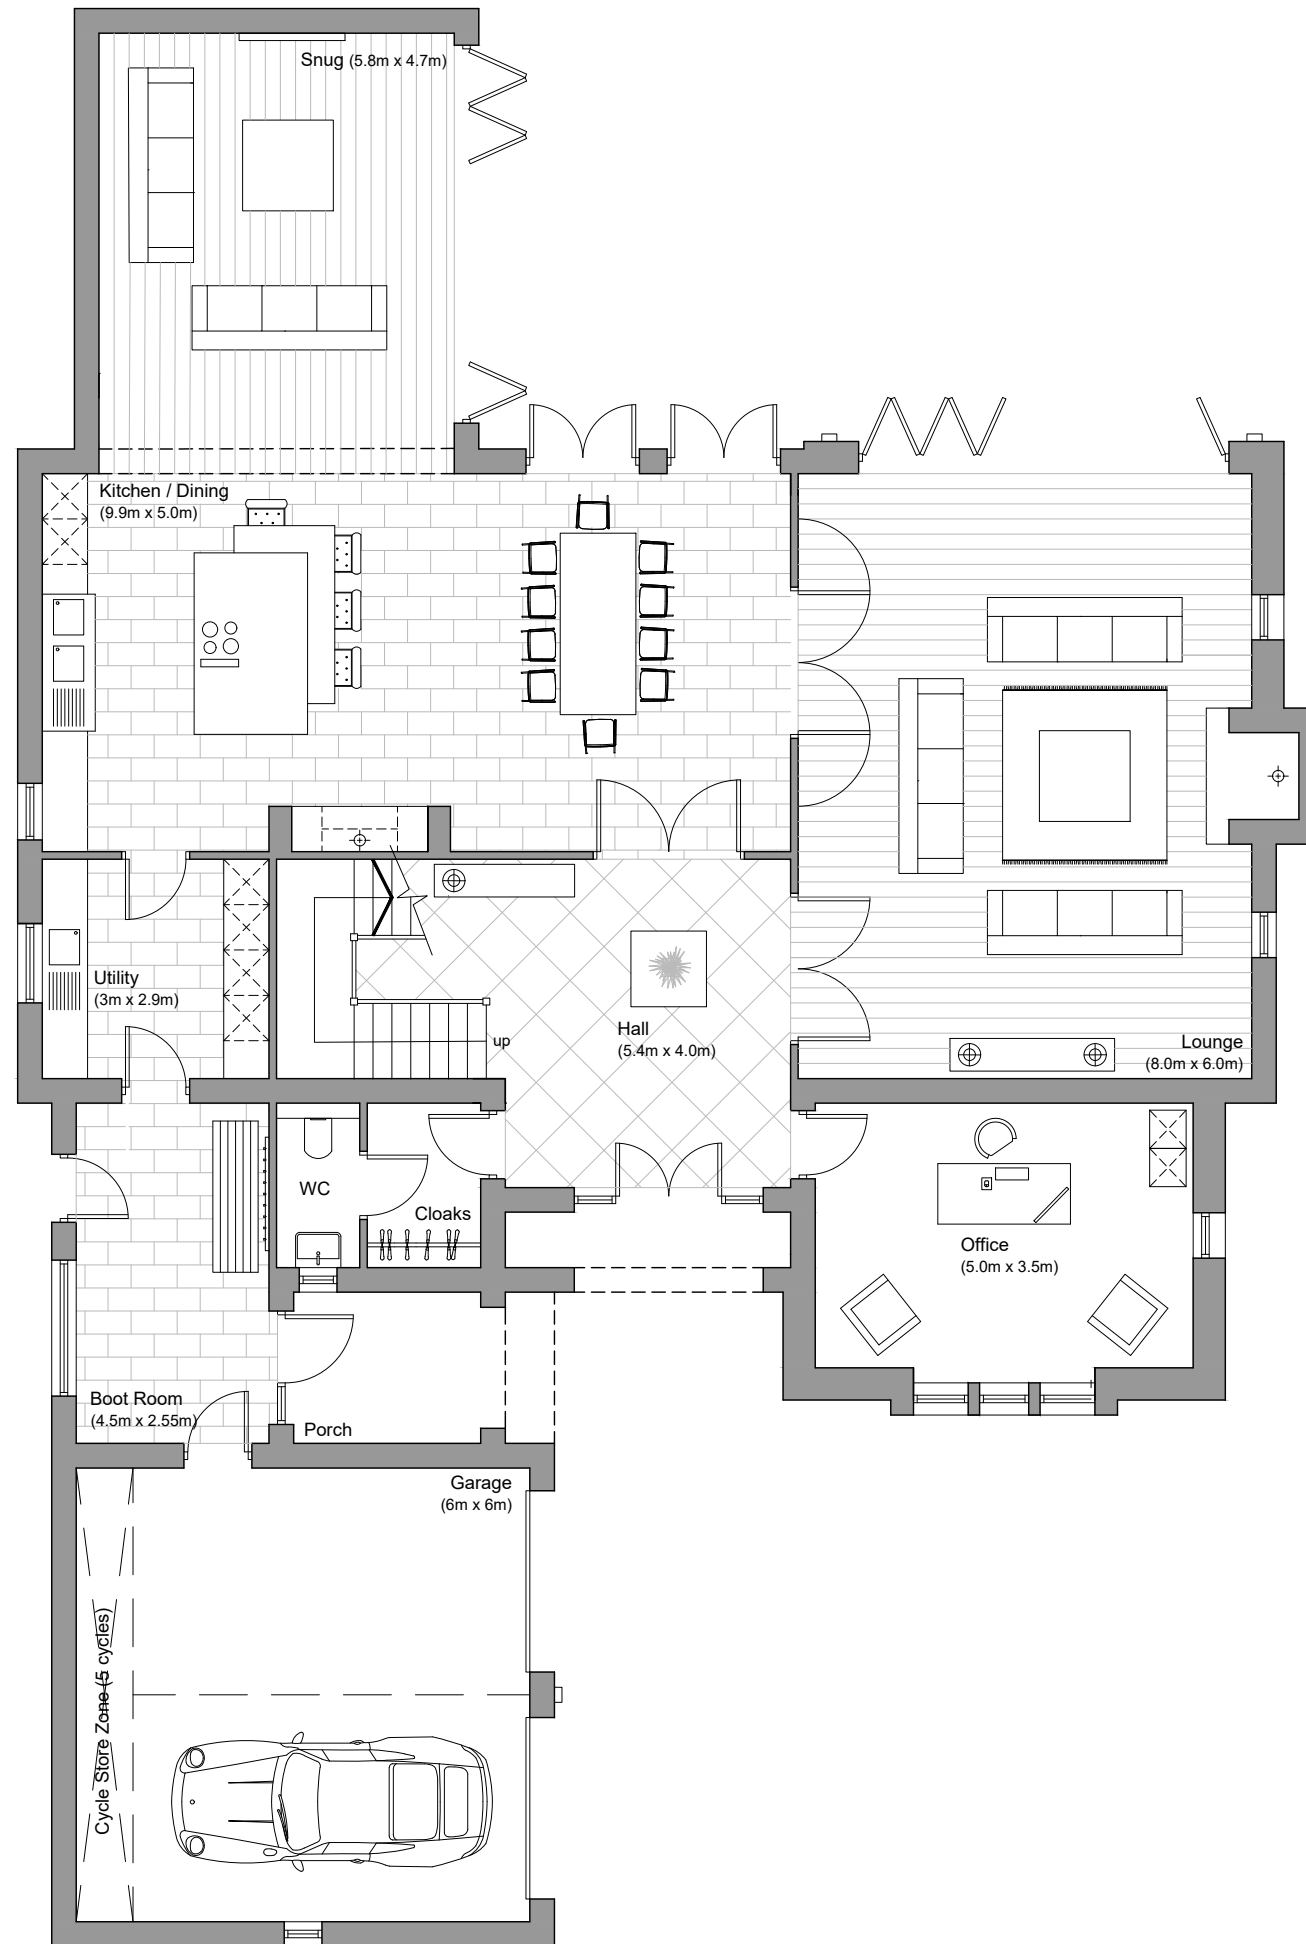 Snug (5.8m x 4.7m)
Kitchen / Dining
(9.9m x 5.0m)
Utility
(3m x 2.9m)
up
Hall
(5.4m x 4.0m)
Lounge
(8.0m x 6.0m)
WC
Cloaks
Office
(5.0m x 3.5m)
Boot Room
(4.5m x 2.55m)
Porch
Garage
(6m x 6m)
Cycle Store Zone (5 cycles)